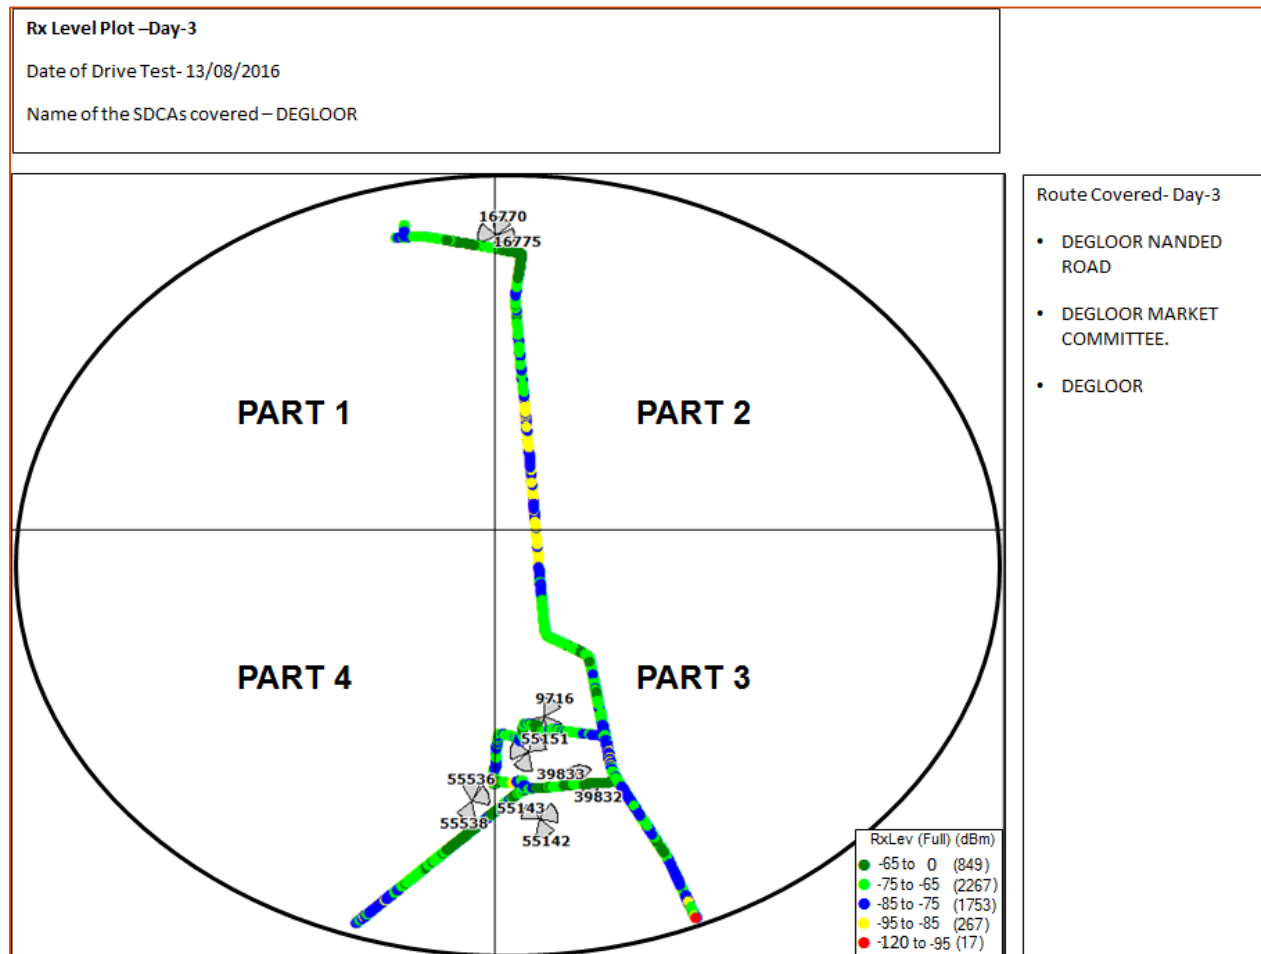 Rx Level Plot –Day-3
Date of Drive Test- 13/08/2016
Name of the SDCAs covered – DEGLOOR
Route Covered- Day-3
• DEGLOOR NANDED
ROAD
• DEGLOOR MARKET
COMMITTEE.
• DEGLOOR
16770
16775
PART 1
PART 2
PART 4
PART 3
9716
55151
55536
39833
39832
55143
55538
55142
RxLev (Full) (dBm)
-65 to 0 (849)
-75 to -65 (2267)
-85 to -75 (1753)
-95 to -85 (267)
-120 to -95 (17)